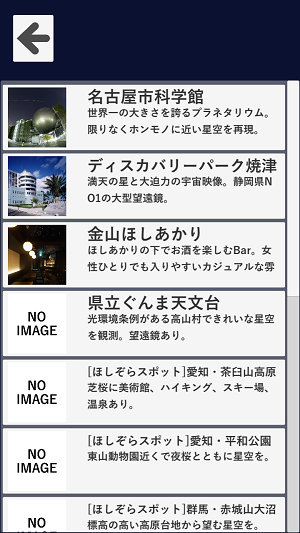 名古屋市科学館
世界一の大きさを誇るプラネタリウム。
限りなくホンモノに近い星空を再現。
ディスカバリーパーク焼津
満天の星と大迫力の宇宙映像。静岡県N
O1の大型望遠鏡。
金山ほしあかり
ほしあかりの下でお酒を楽しむBar。女
性ひとりでも入りやすいカジュアルな雰
NO
IMAGE
県立ぐんま天文台
光環境条件がある高山村できれいな星空
を観測。望遠鏡あり。
NO
IMAGE
[ほしぞらスポット]愛知・茶臼山高原
芝桜に美術館、ハイキング、スキー場、
温泉あり。
NO
IMAGE
[ほしぞらスポット]愛知・平和公園
東山動物園近くで夜桜とともに星空を。
NO
[ほしぞらスポット]群馬・赤城山大沼
標高の高い高原台地から望む星空を。